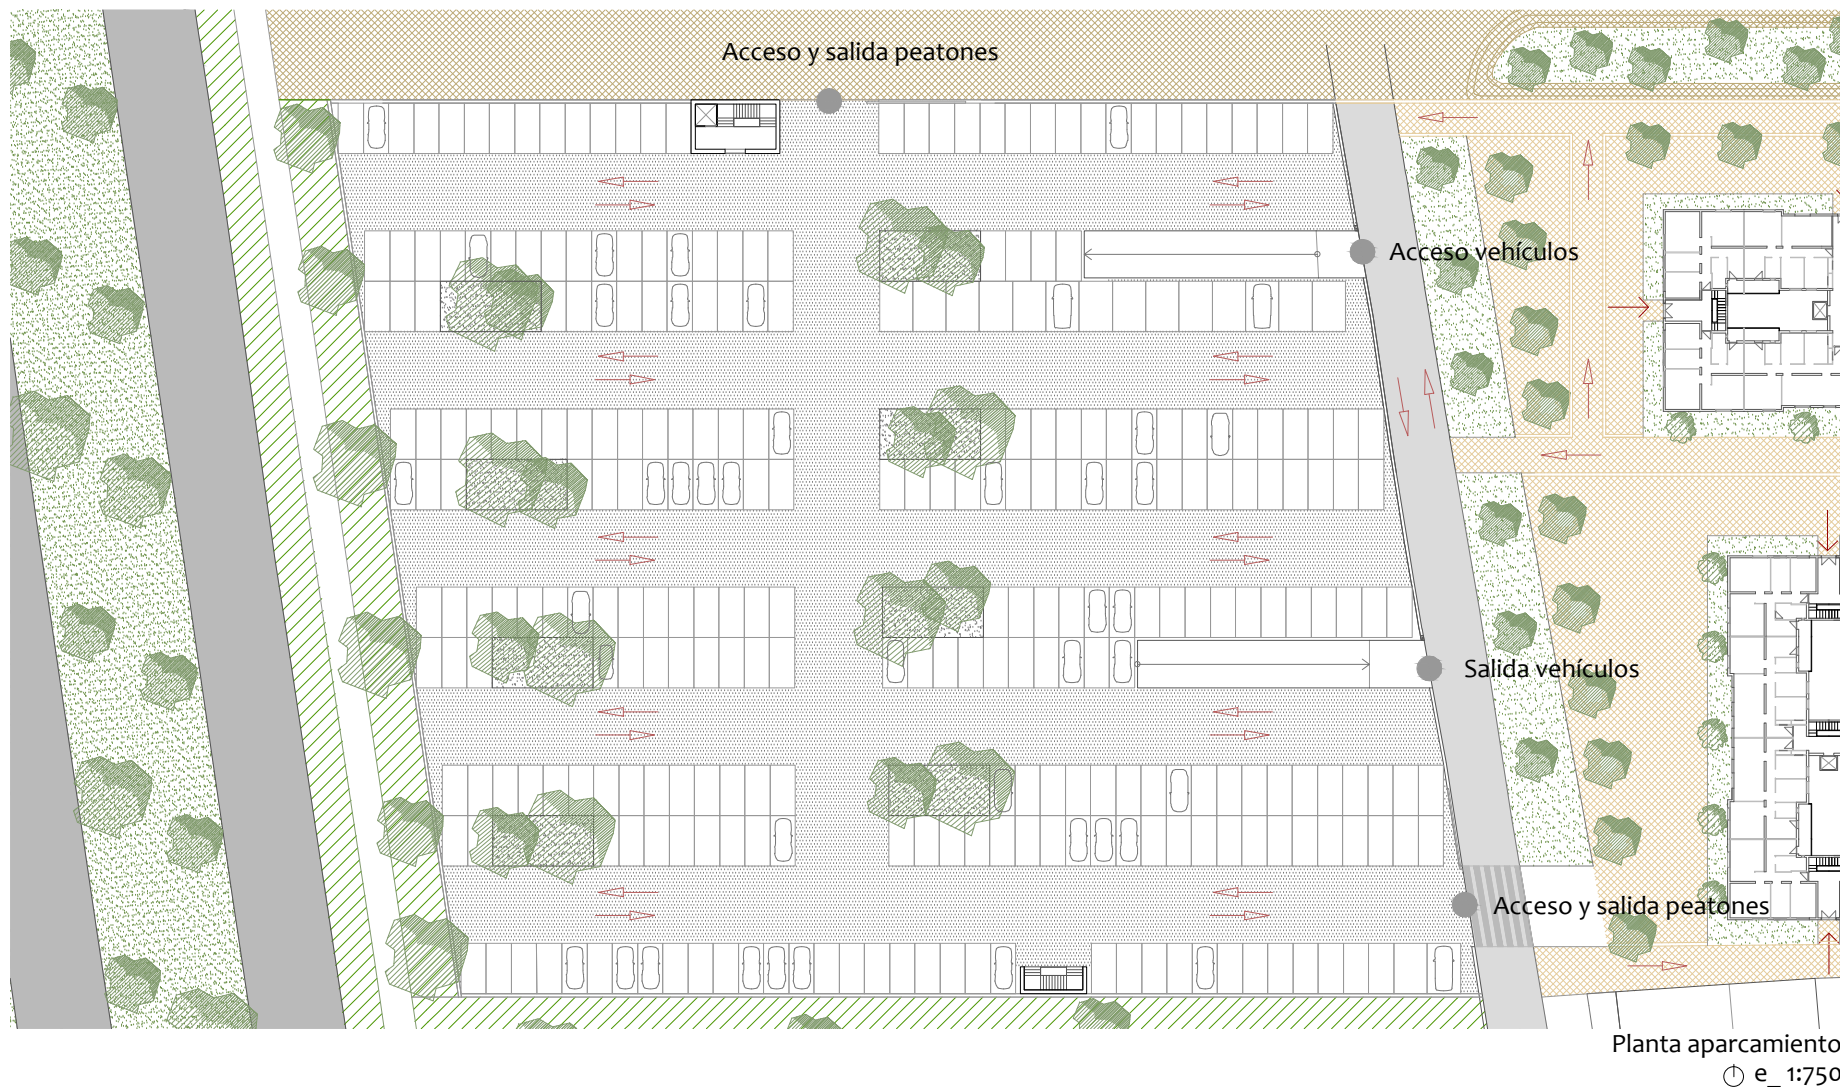 Acceso y salida peatones
Acceso vehículos
Salida vehículos
Acceso y salida peatones
Planta aparcamiento
e_ 1:750